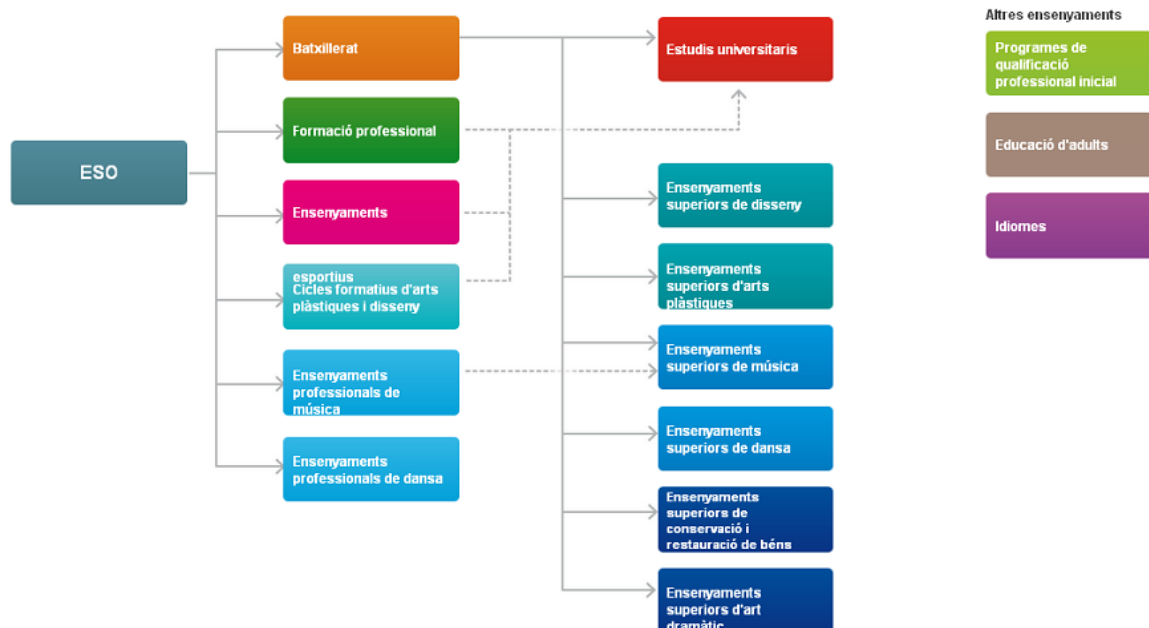 ESO
Batxillerat
Formació professional
Ensenyaments
esportius
Cicles formatius d'arts
plàstiques i disseny
Ensenyaments
professionals de
música
Ensenyaments
professionals de dansa
Estudis universitaris
Ensenyaments
superiors de disseny
Ensenyaments
superiors d'arts
plàstiques
Ensenyaments
superiors de música
Ensenyaments
superiors de dansa
Ensenyaments
superiors de
conservació i
restauració de béns
Ensenyaments
superiors d'art
dramàtic
Altres ensenyaments
Programes de
qualificació
professional inicial
Educació d'adults
Idiomes